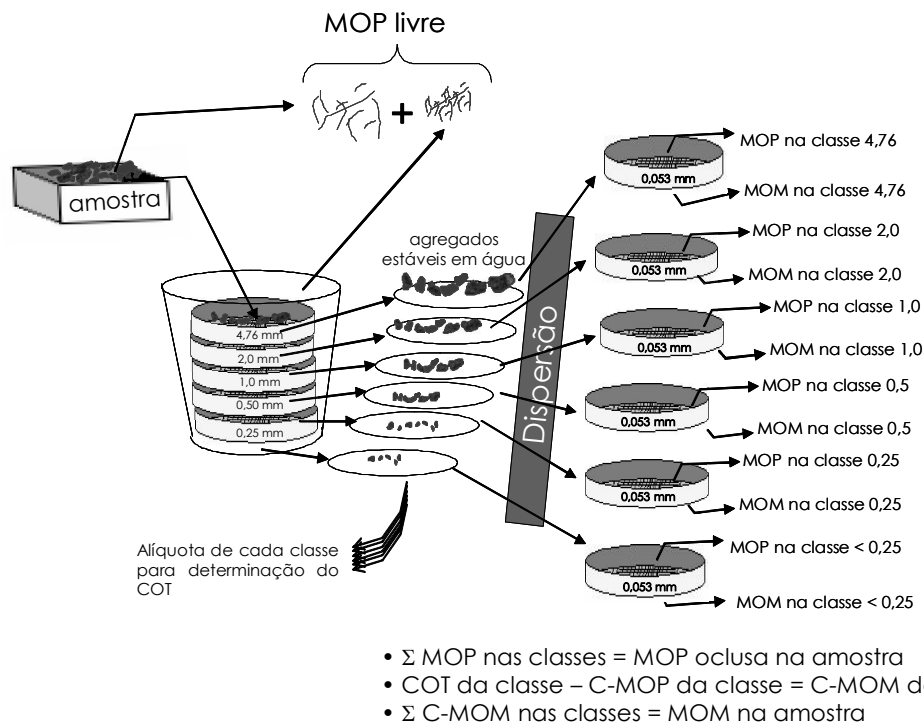 MOP livre
+
amostra
4,76 mm
2,0 mm
1,0 mm
0,50 mm
0,25 mm
agregados
estáveis em água
Dispersão
Alíquota de cada classe
para determinação do
COT
0,053 mm
MOP na classe 4,76
MOM na classe 4,76
0,053 mm
MOP na classe 2,0
MOM na classe 2,0
0,053 mm
MOP na classe 1,0
MOM na classe 1,0
0,053 mm
MOP na classe 0,5
MOM na classe 0,5
0,053 mm
MOP na classe 0,25
MOM na classe 0,25
0,053 mm
MOP na classe < 0,25
MOM na classe < 0,25
• Σ MOP nas classes = MOP oclusa na amostra
• COT da classe – C-MOP da classe = C-MOM d
• Σ C-MOM nas classes = MOM na amostra